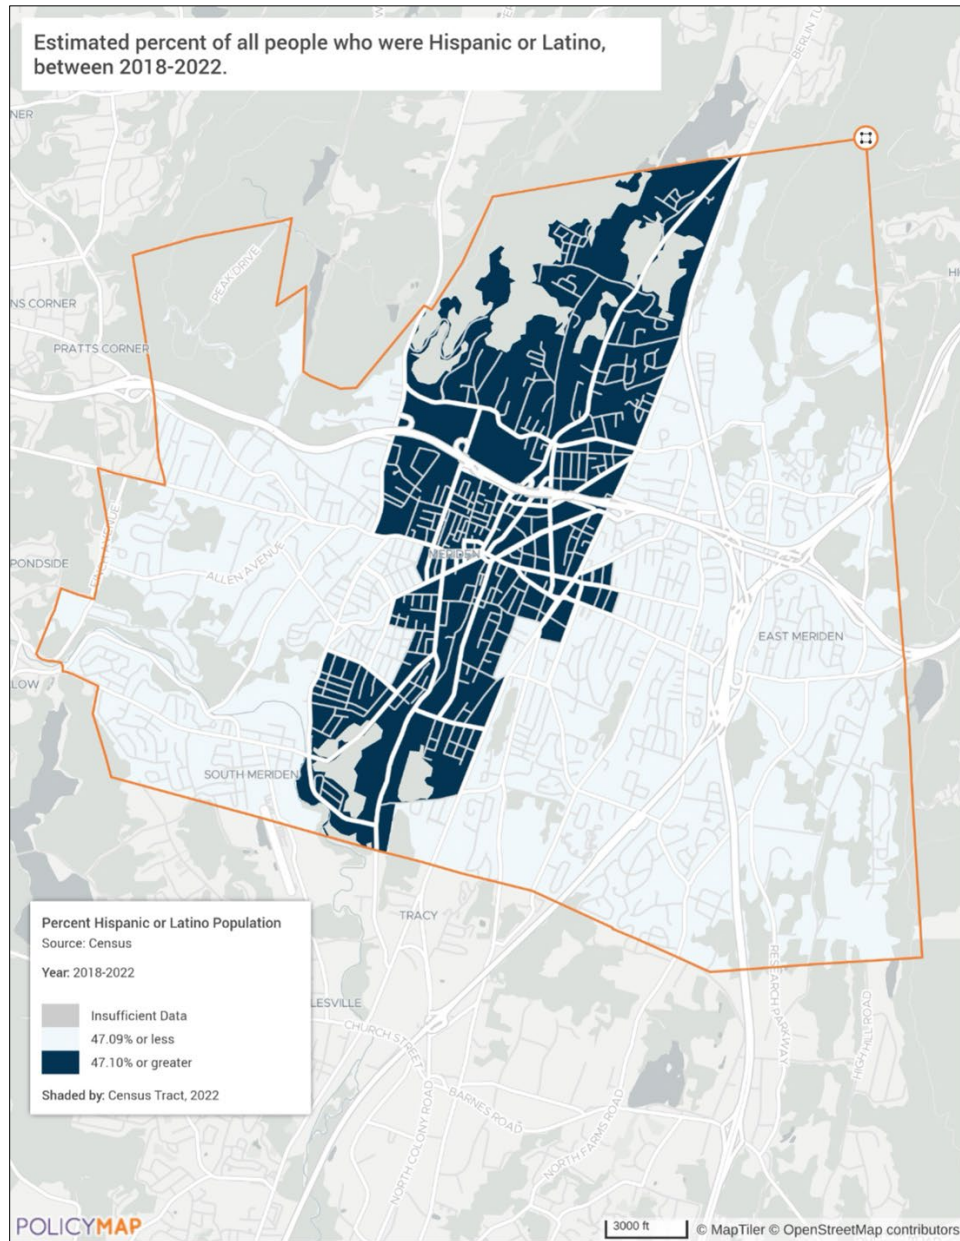 Estimated percent of all people who were Hispanic or Latino,
between 2018-2022.
BERLIN TU
NER
PEAK DRIVE
NS CORNER
HI
PRATTS CORNER
MERIDEN
AVENUE
PONDSIDE
ALLEN AVENUE
EAST MERIDEN
LOW
SOUTH MERIDEN
TRACY
Percent Hispanic or Latino Population
Source: Census
Year: 2018-2022
Insufficient Data
47.09% or less
47.10% or greater
Shaded by: Census Tract, 2022
LESVILLE
CHURCH STREET
RESEARCH PARKWAY
HIGH HILL ROAD
BARNES ROAD
NORTH COLONY ROAD
NORTH FARMS ROAD
POLICYMAP
3000 ft
© MapTiler © OpenStreetMap contributors